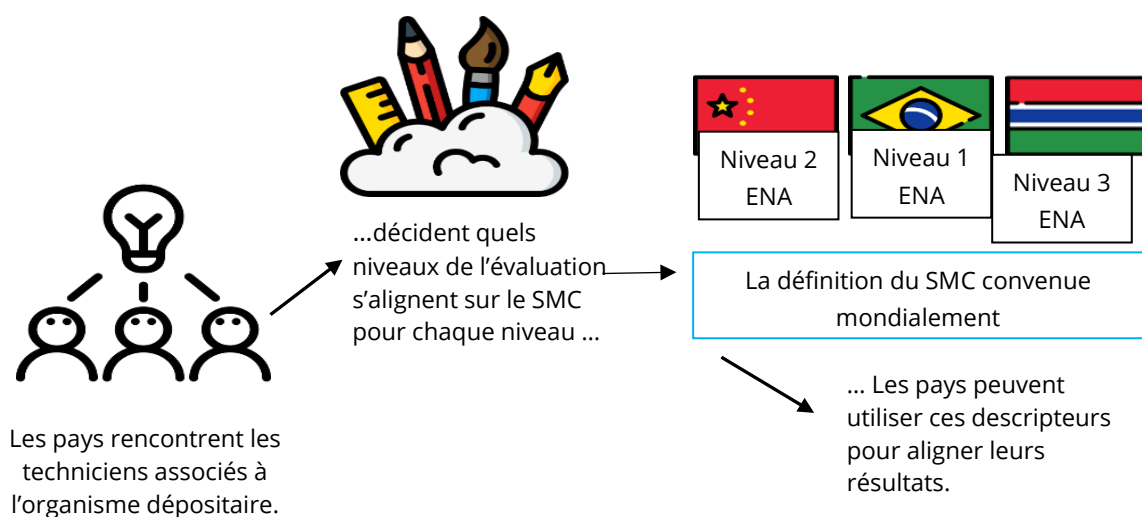 Les pays rencontrent les
techniciens associés à
l’organisme dépositaire.
...décident quels
niveaux de l’évaluation
s’alignent sur le SMC
pour chaque niveau ...
Niveau 2
ENA
Niveau 1
ENA
Niveau 3
ENA
La définition du SMC convenue
mondialement
... Les pays peuvent
utiliser ces descripteurs
pour aligner leurs
résultats.